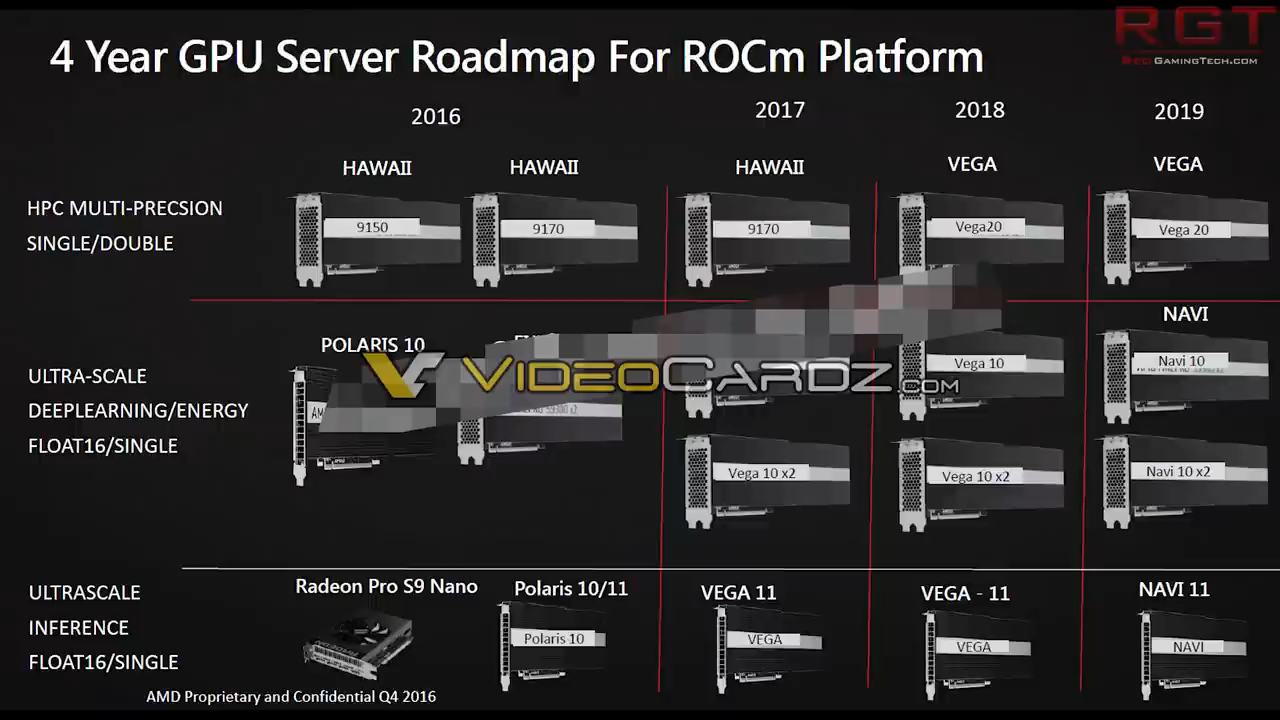 RGT
REDGAMINGTECH.COM
4 Year GPU Server Roadmap For ROCm Platform
2016
2017
2018
2019
HAWAII
HAWAII
HAWAII
VEGA
VEGA
HPC MULTI-PRECSION
SINGLE/DOUBLE
9150
9170
9170
Vega20
Vega 20
POLARIS 10
NAVI
ULTRA-SCALE
DEEPLEARNING/ENERGY
FLOAT16/SINGLE
AM
VIDEOCARDZ.COM
Vega 10
Navi 10
Vega 10 x2
Vega 10 x2
Navi 10 x2
ULTRASCALE
INFERENCE
FLOAT16/SINGLE
Radeon Pro S9 Nano
Polaris 10/11
VEGA 11
VEGA - 11
NAVI 11
Polaris 10
VEGA
VEGA
NAVI
AMD Proprietary and Confidential Q4 2016